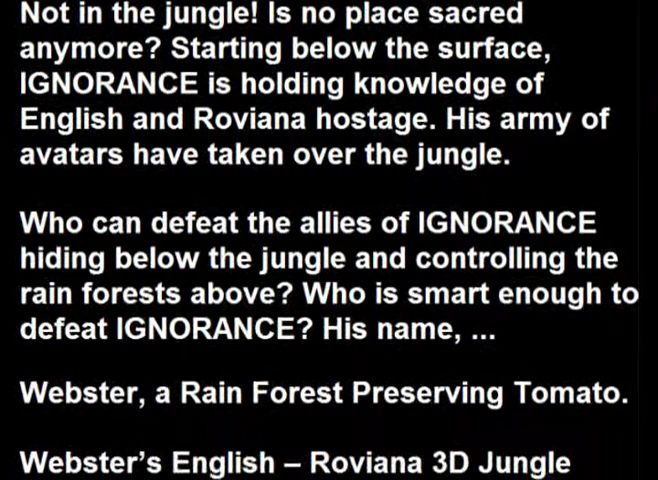 Not in the jungle! Is no place sacred
anymore? Starting below the surface,
IGNORANCE is holding knowledge of
English and Roviana hostage. His army of
avatars have taken over the jungle.
Who can defeat the allies of IGNORANCE
hiding below the jungle and controlling the
rain forests above? Who is smart enough to
defeat IGNORANCE? His name, ...
Webster, a Rain Forest Preserving Tomato.
Webster’s English – Roviana 3D Jungle